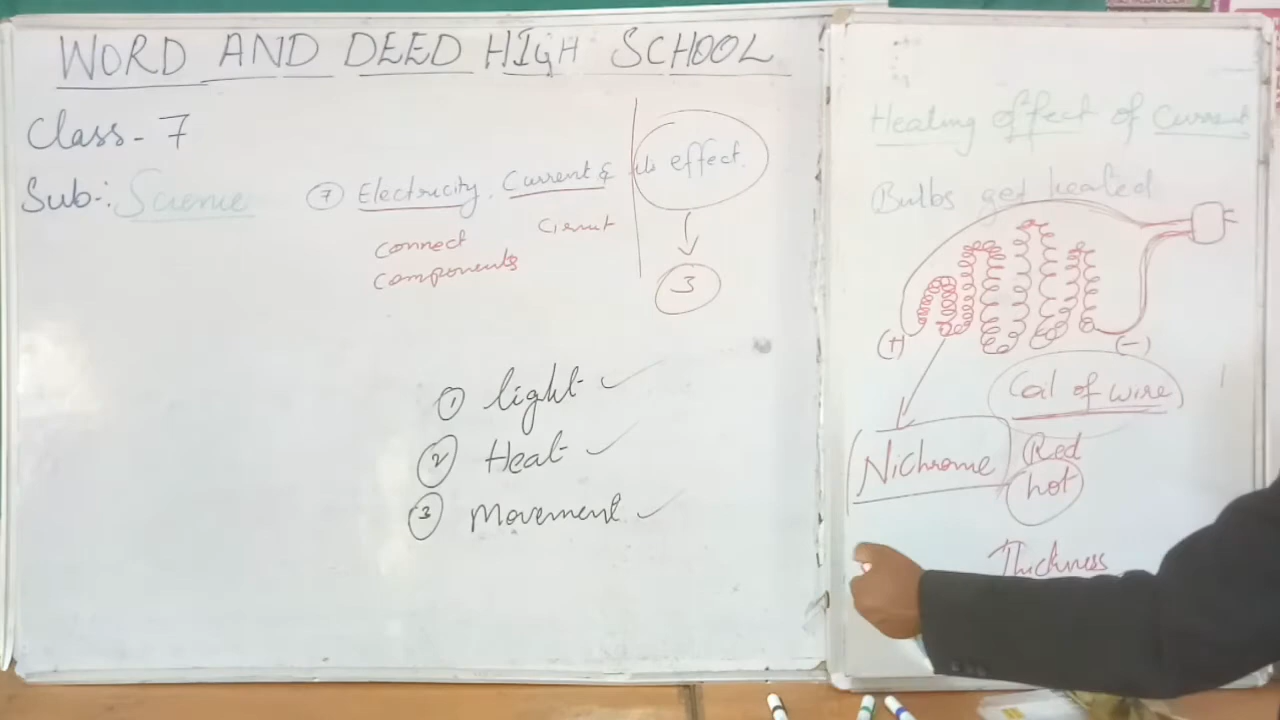 WORD AND DEED HIGH SCHOOL
Class - 7
Sub:- Science
7 Electricity, Current & its effect.
Circuit
connect
components
3
1 light ✓
2 Heat ✓
3 Movement ✓
Heating effect of Current
Bulbs get heated
(+)
(-)
Coil of wire
Nichrome
Red
hot
Thickness